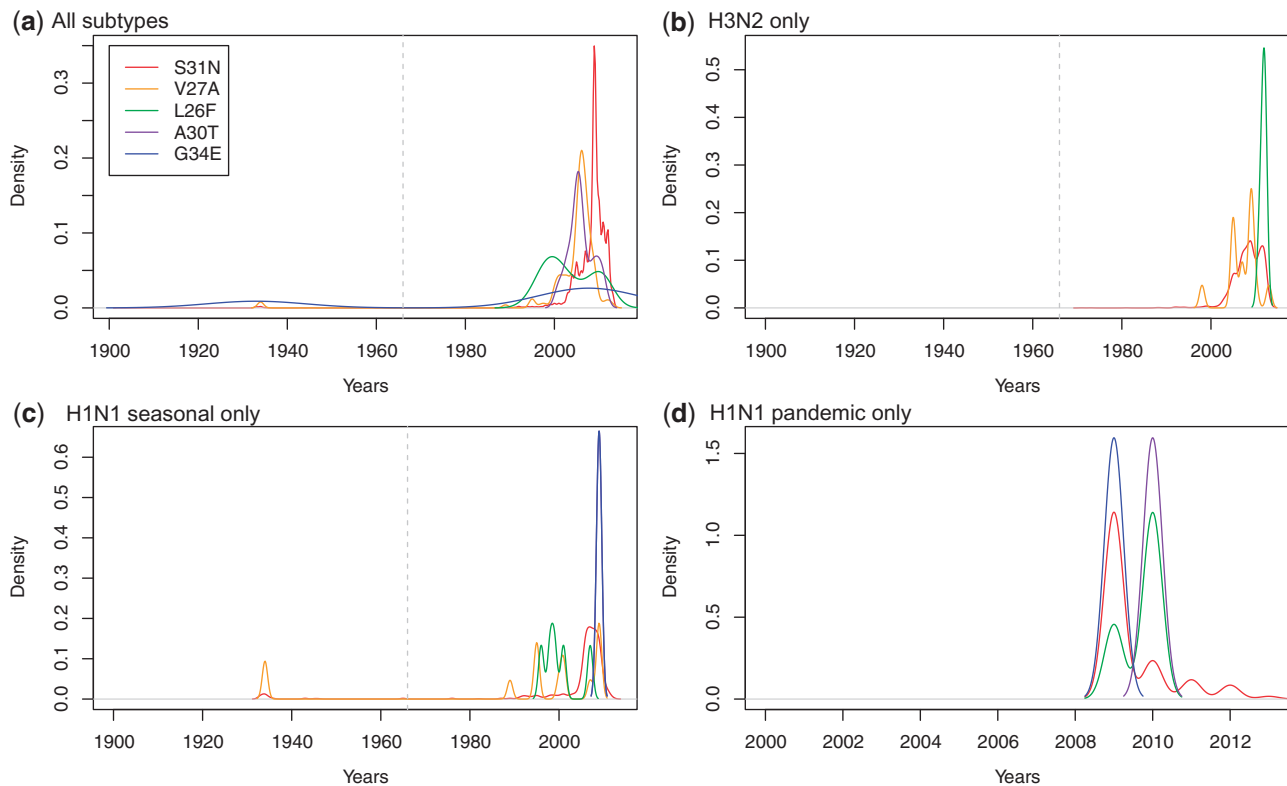 (a) All subtypes
S31N
V27A
L26F
A30T
G34E
Density
0.0 0.1 0.2 0.3
1900 1920 1940 1960 1980 2000
Years
(b) H3N2 only
Density
0.0 0.1 0.2 0.3 0.4 0.5
1900 1920 1940 1960 1980 2000
Years
(c) H1N1 seasonal only
Density
0.0 0.1 0.2 0.3 0.4 0.5 0.6
1900 1920 1940 1960 1980 2000
Years
(d) H1N1 pandemic only
Density
0.0 0.5 1.0 1.5
2000 2002 2004 2006 2008 2010 2012
Years